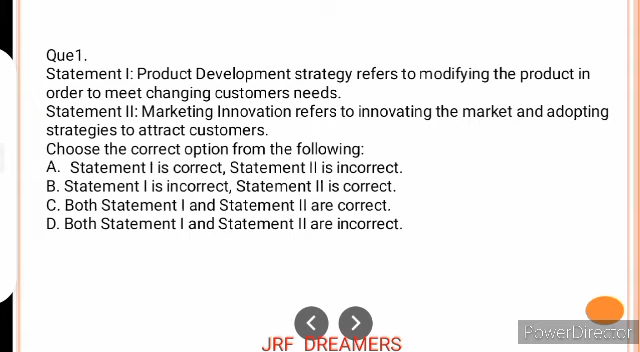 Que1.
Statement I: Product Development strategy refers to modifying the product in
order to meet changing customers needs.
Statement II: Marketing Innovation refers to innovating the market and adopting
strategies to attract customers.
Choose the correct option from the following:
A. Statement I is correct, Statement II is incorrect.
B. Statement I is incorrect, Statement II is correct.
C. Both Statement I and Statement II are correct.
D. Both Statement I and Statement II are incorrect.
PowerDirector
JRF DREAMERS